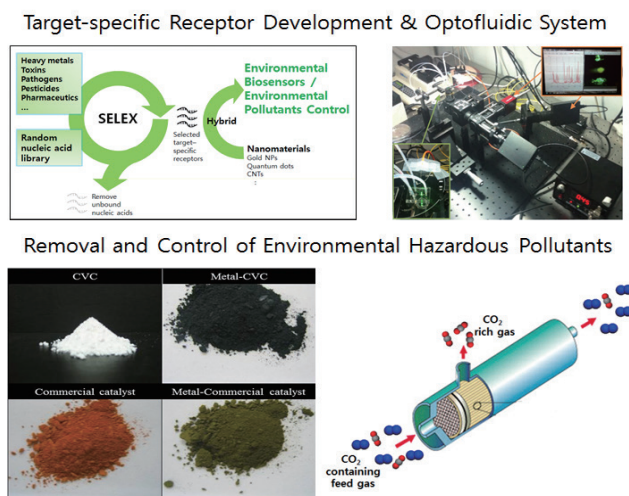 Target-specific Receptor Development & Optofluidic System
Heavy metals
Toxins
Pathogens
Pesticides
Pharmaceutics
...
Random
nucleic acid
library
SELEX
Remove
unbound
nucleic acids
Selected
target-
specific
receptors
Hybrid
Environmental
Biosensors /
Environmental
Pollutants Control
Nanomaterials
Gold NPs
Quantum dots
CNTs
:
Removal and Control of Environmental Hazardous Pollutants
CVC
Metal-CVC
Commercial catalyst
Metal-Commercial catalyst
CO2
rich gas
CO2
containing
feed gas